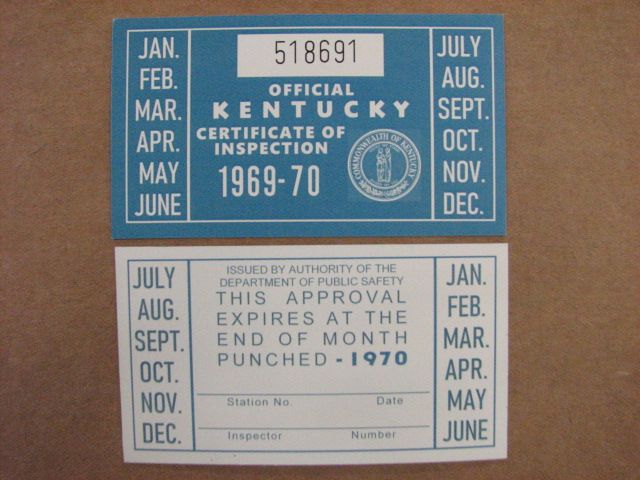 JAN.
FEB.
MAR.
APR.
MAY
JUNE
518691
OFFICIAL
KENTUCKY
CERTIFICATE OF
INSPECTION
1969-70
COMMONWEALTH OF KENTUCKY
JULY
AUG.
SEPT.
OCT.
NOV.
DEC.
JULY
AUG.
SEPT.
OCT.
NOV.
DEC.
ISSUED BY AUTHORITY OF THE
DEPARTMENT OF PUBLIC SAFETY
THIS APPROVAL
EXPIRES AT THE
END OF MONTH
PUNCHED - 1970
Station No. Date
Inspector Number
JAN.
FEB.
MAR.
APR.
MAY
JUNE